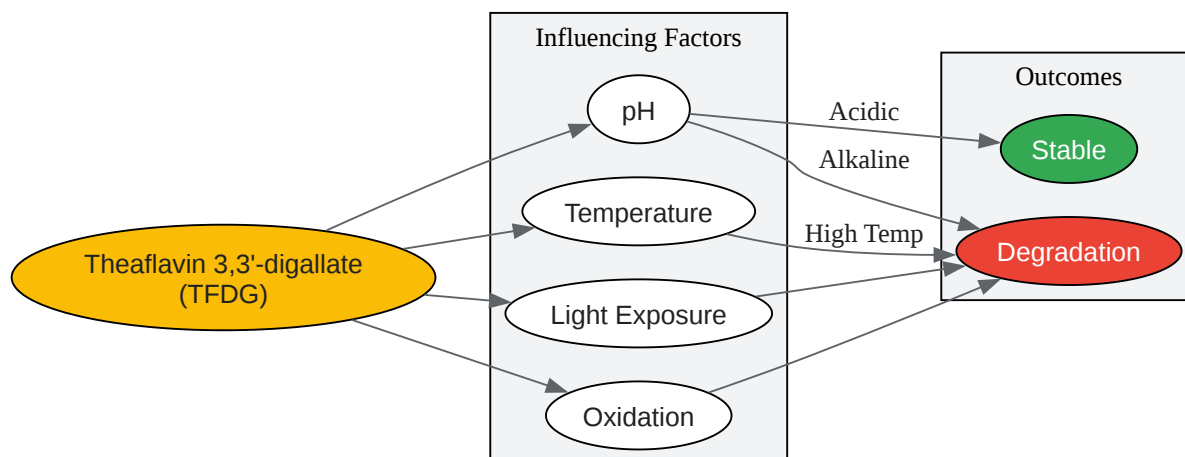 Influencing Factors
Outcomes
pH
Acidic
Stable
Alkaline
Temperature
High Temp
Degradation
Theaflavin 3,3'-digallate
(TFDG)
Light Exposure
Oxidation